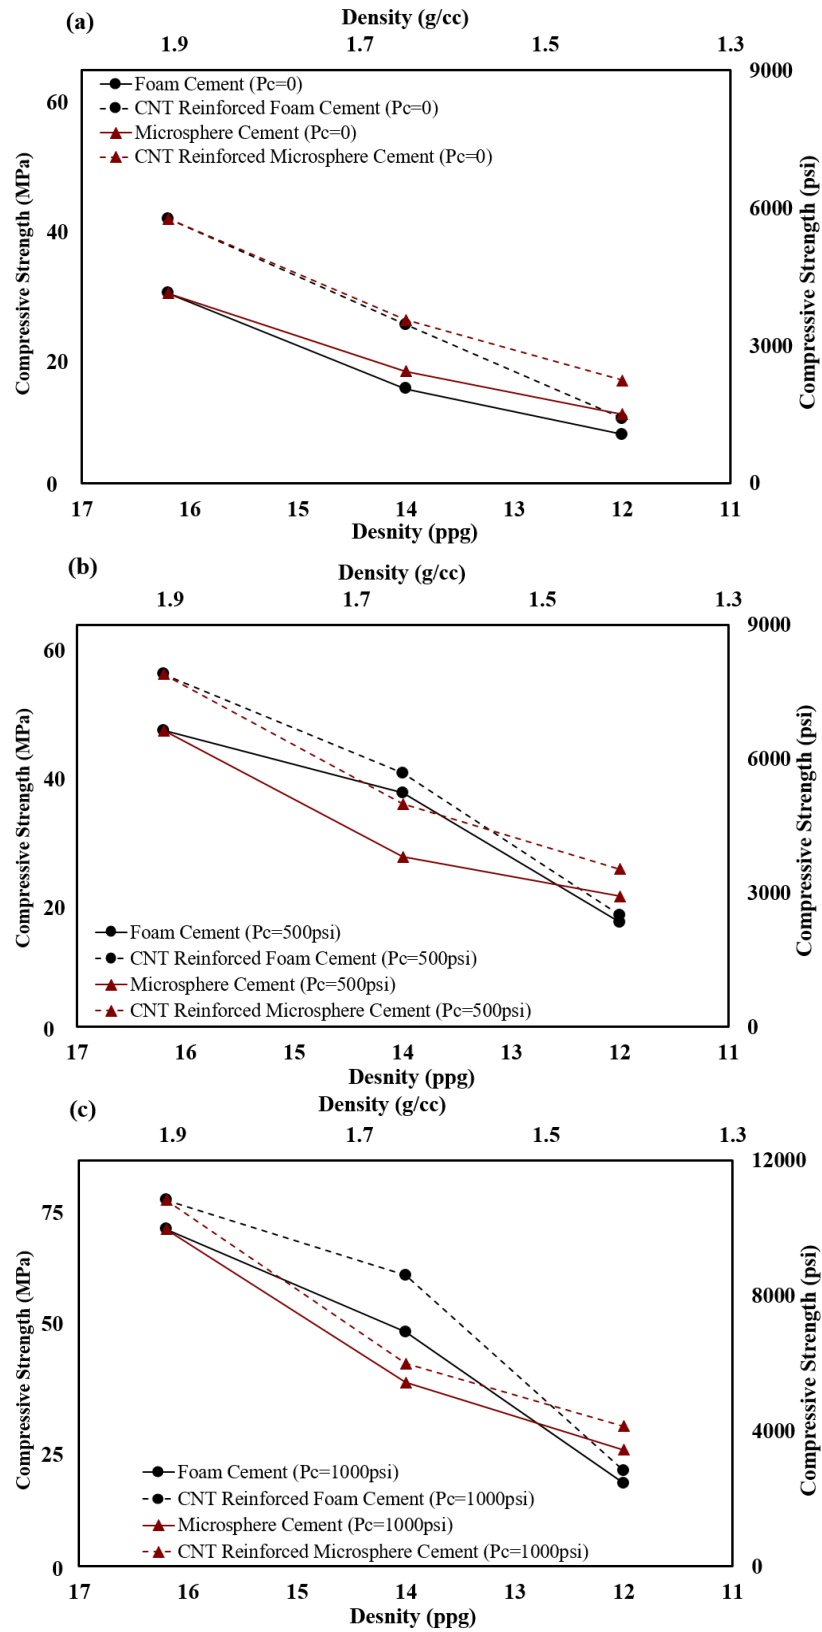 (a)
Density (g/cc)
1.9 1.7 1.5 1.3
Foam Cement (Pc=0)
CNT Reinforced Foam Cement (Pc=0)
Microsphere Cement (Pc=0)
CNT Reinforced Microsphere Cement (Pc=0)
60
40
20
0
Compressive Strength (MPa)
9000
6000
3000
0
Compressive Strength (psi)
17 16 15 14 13 12 11
Desnity (ppg)
(b)
Density (g/cc)
1.9 1.7 1.5 1.3
60
40
20
0
Compressive Strength (MPa)
9000
6000
3000
0
Compressive Strength (psi)
Foam Cement (Pc=500psi)
CNT Reinforced Foam Cement (Pc=500psi)
Microsphere Cement (Pc=500psi)
CNT Reinforced Microsphere Cement (Pc=500psi)
17 16 15 14 13 12 11
Desnity (ppg)
(c)
Density (g/cc)
1.9 1.7 1.5 1.3
75
50
25
0
Compressive Strength (MPa)
12000
8000
4000
0
Compressive Strength (psi)
Foam Cement (Pc=1000psi)
CNT Reinforced Foam Cement (Pc=1000psi)
Microsphere Cement (Pc=1000psi)
CNT Reinforced Microsphere Cement (Pc=1000psi)
17 16 15 14 13 12 11
Desnity (ppg)